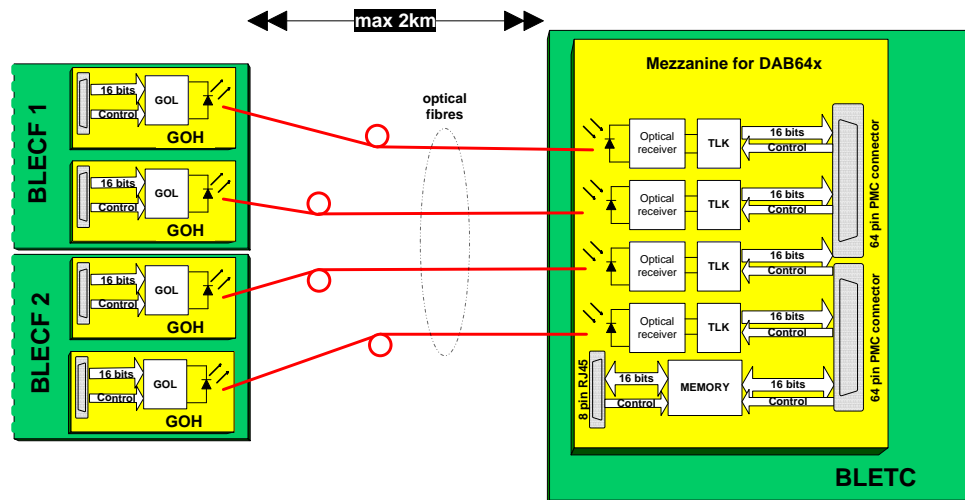 max 2km
BLECF 1
16 bits
Control
GOL
GOH
16 bits
Control
GOL
GOH
BLECF 2
16 bits
Control
GOL
GOH
16 bits
Control
GOL
GOH
optical
fibres
Mezzanine for DAB64x
Optical
receiver
TLK
16 bits
Control
Optical
receiver
TLK
16 bits
Control
Optical
receiver
TLK
16 bits
Control
Optical
receiver
TLK
16 bits
Control
64 pin PMC connector
64 pin PMC connector
8 pin RJ45
16 bits
Control
MEMORY
16 bits
Control
BLETC